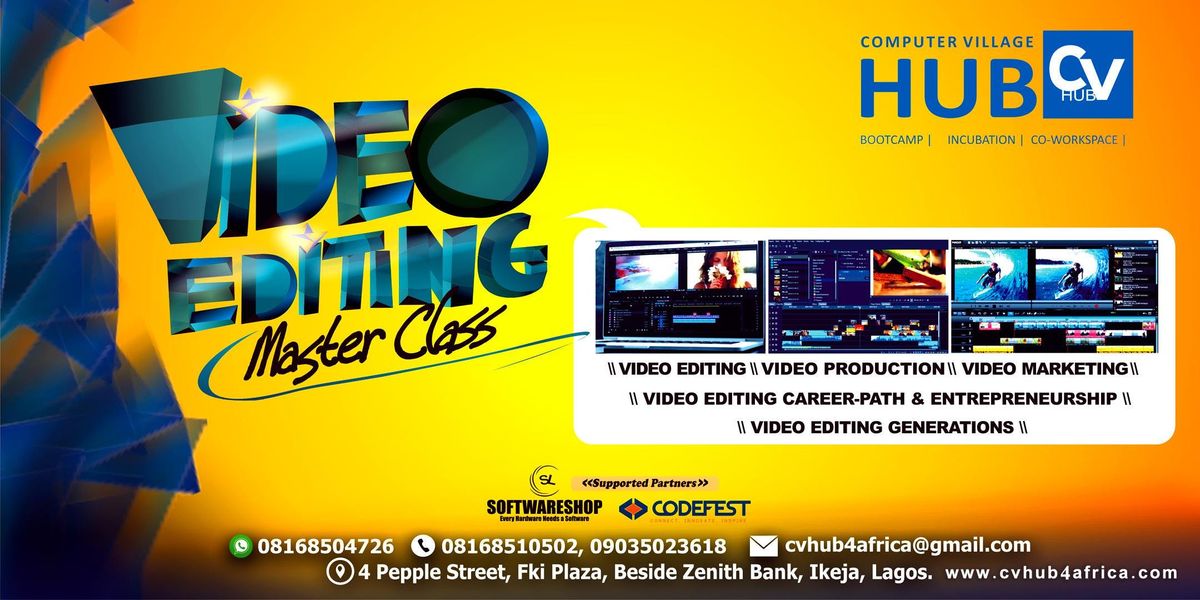 VIDEO
EDITING
Master Class
COMPUTER VILLAGE
HUB
CV
HUB
BOOTCAMP | INCUBATION | CO-WORKSPACE |
\\ VIDEO EDITING \\ VIDEO PRODUCTION \\ VIDEO MARKETING \\
\\ VIDEO EDITING CAREER-PATH & ENTREPRENEURSHIP \\
\\ VIDEO EDITING GENERATIONS \\
<<Supported Partners>>
SL
SOFTWARESHOP
Every Hardware Needs a Software
CODEFEST
CONNECT. INNOVATE. INSPIRE
08168504726 08168510502, 09035023618 cvhub4africa@gmail.com
4 Pepple Street, Fki Plaza, Beside Zenith Bank, Ikeja, Lagos. www.cvhub4africa.com